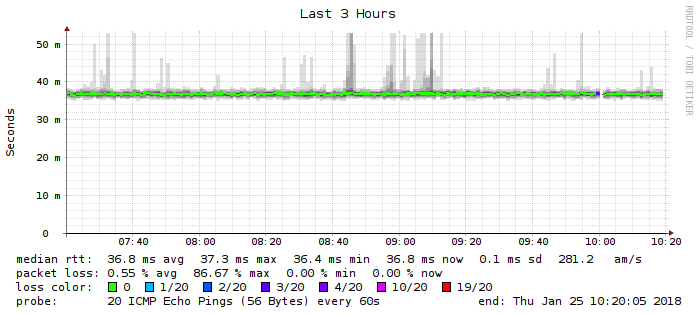 Last 3 Hours
RRDTOOL / TOBI OETIKER
Seconds
50 m
40 m
30 m
20 m
10 m
0
07:40 08:00 08:20 08:40 09:00 09:20 09:40 10:00 10:20
median rtt: 36.8 ms avg 37.3 ms max 36.4 ms min 36.8 ms now 0.1 ms sd 281.2 am/s
packet loss: 0.55 % avg 86.67 % max 0.00 % min 0.00 % now
loss color: 0 1/20 2/20 3/20 4/20 10/20 19/20
probe: 20 ICMP Echo Pings (56 Bytes) every 60s end: Thu Jan 25 10:20:05 2018